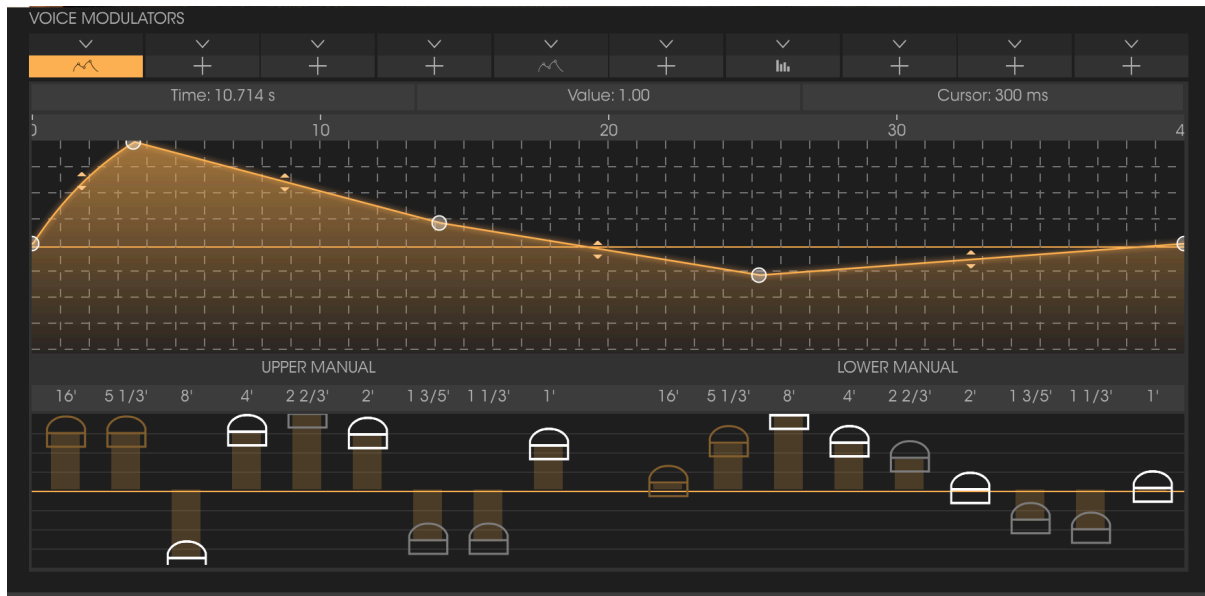 VOICE MODULATORS
Time: 10.714 s Value: 1.00 Cursor: 300 ms
0 10 20 30 4
UPPER MANUAL LOWER MANUAL
16' 5 1/3' 8' 4' 2 2/3' 2' 1 3/5' 1 1/3' 1' 16' 5 1/3' 8' 4' 2 2/3' 2' 1 3/5' 1 1/3' 1'